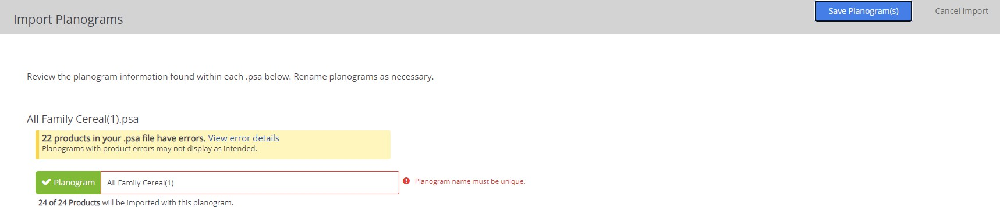 Import Planograms
Save Planogram(s)
Cancel Import
Review the planogram information found within each .psa below. Rename planograms as necessary.
All Family Cereal(1).psa
22 products in your .psa file have errors. View error details
Planograms with product errors may not display as intended.
Planogram
All Family Cereal(1)
Planogram name must be unique.
24 of 24 Products will be imported with this planogram.